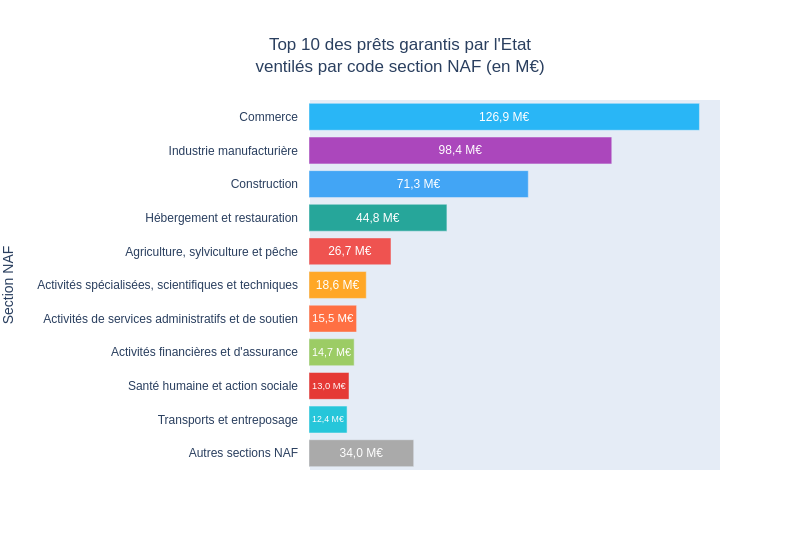 Top 10 des prêts garantis par l'Etat
ventilés par code section NAF (en M€)
Section NAF
Commerce 126,9 M€
Industrie manufacturière 98,4 M€
Construction 71,3 M€
Hébergement et restauration 44,8 M€
Agriculture, sylviculture et pêche 26,7 M€
Activités spécialisées, scientifiques et techniques 18,6 M€
Activités de services administratifs et de soutien 15,5 M€
Activités financières et d'assurance 14,7 M€
Santé humaine et action sociale 13,0 M€
Transports et entreposage 12,4 M€
Autres sections NAF 34,0 M€